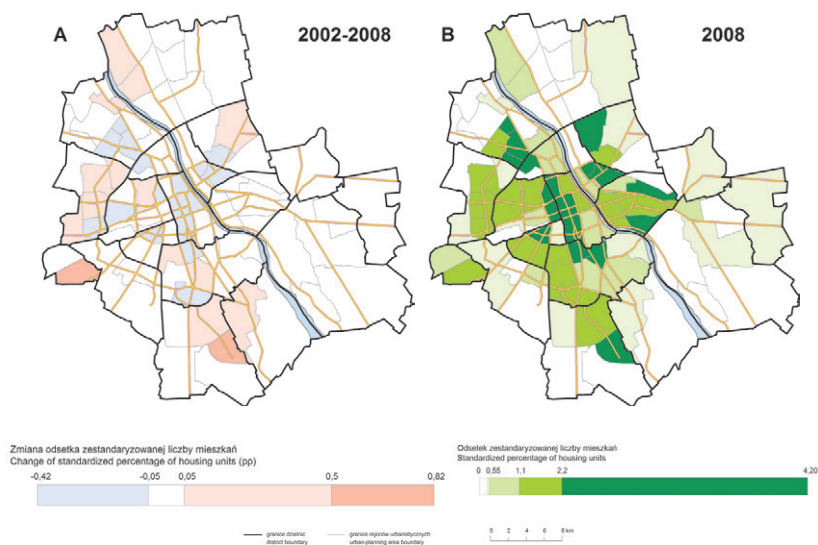 A
2002-2008
B
2008
Zmiana odsetka zestandaryzowanej liczby mieszkań
Change of standardized percentage of housing units (pp)
-0,42
-0,05
0,05
0,5
0,82
Odsetek zestandaryzowanej liczby mieszkań
Standardized percentage of housing units
0
0,55
1,1
2,2
4,20
granice dzielnic
district boundary
granice rejonów urbanistycznych
urban-planning area boundary
0 2 4 6 8 km